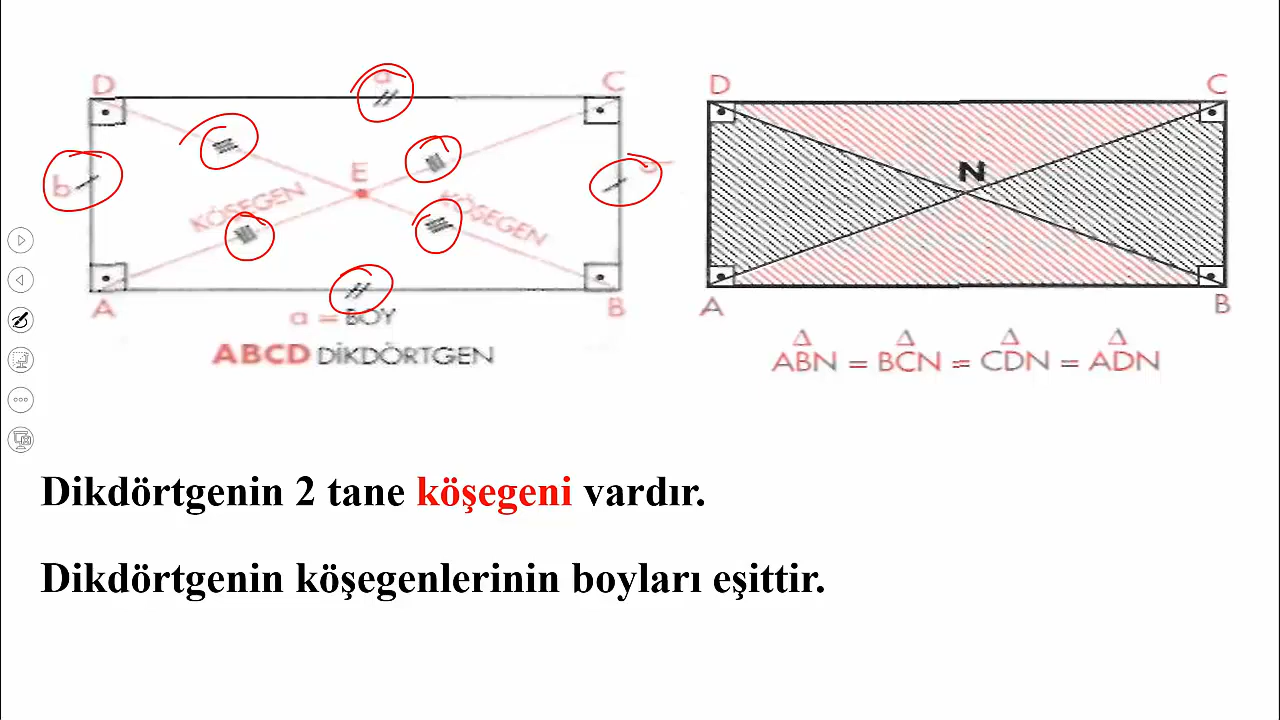 D
a
C
b
E
KÖŞEGEN
KÖŞEGEN
A
B
a = BOY
ABCD DİKDÖRTGEN
D
C
N
A
B
Δ Δ Δ Δ
ABN = BCN = CDN = ADN
Dikdörtgenin 2 tane köşegeni vardır.
Dikdörtgenin köşegenlerinin boyları eşittir.